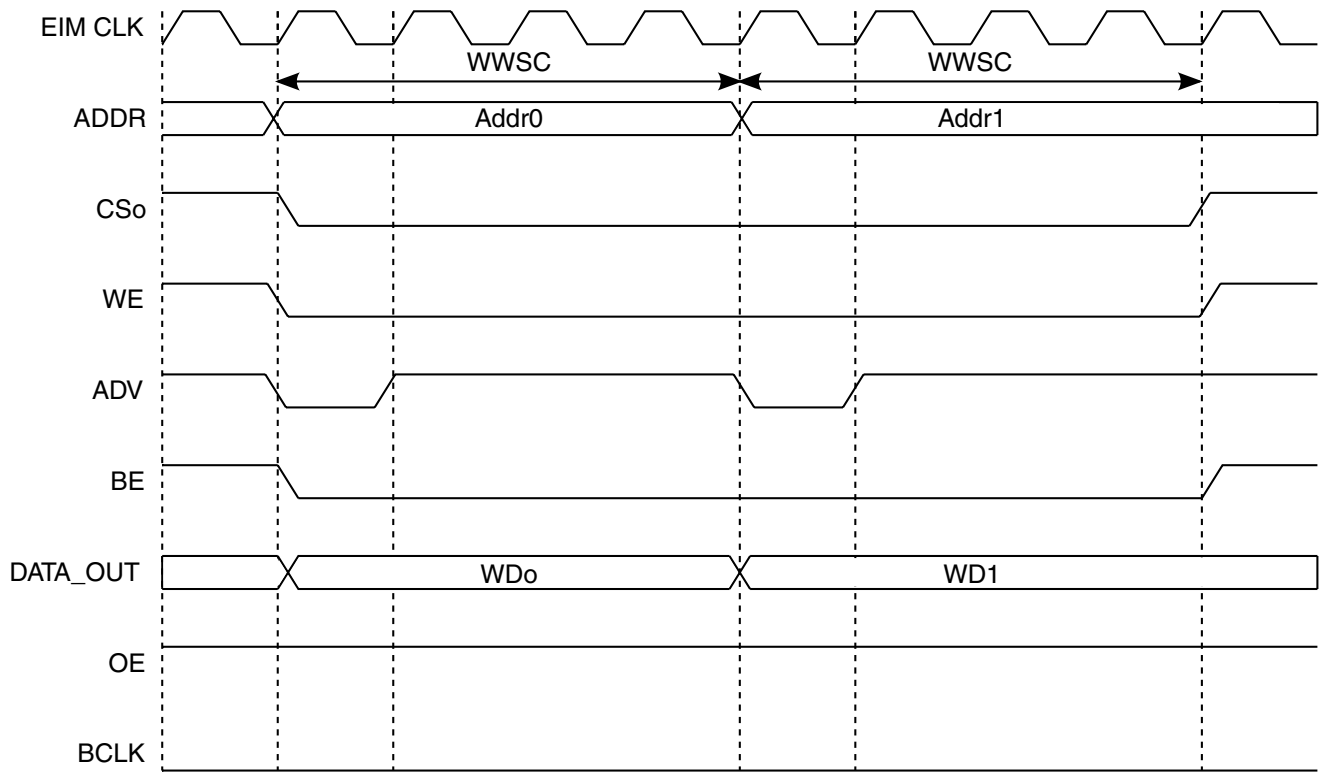 EIM CLK
WWSC WWSC
ADDR Addr0 Addr1
CSo
WE
ADV
BE
DATA_OUT WDo WD1
OE
BCLK